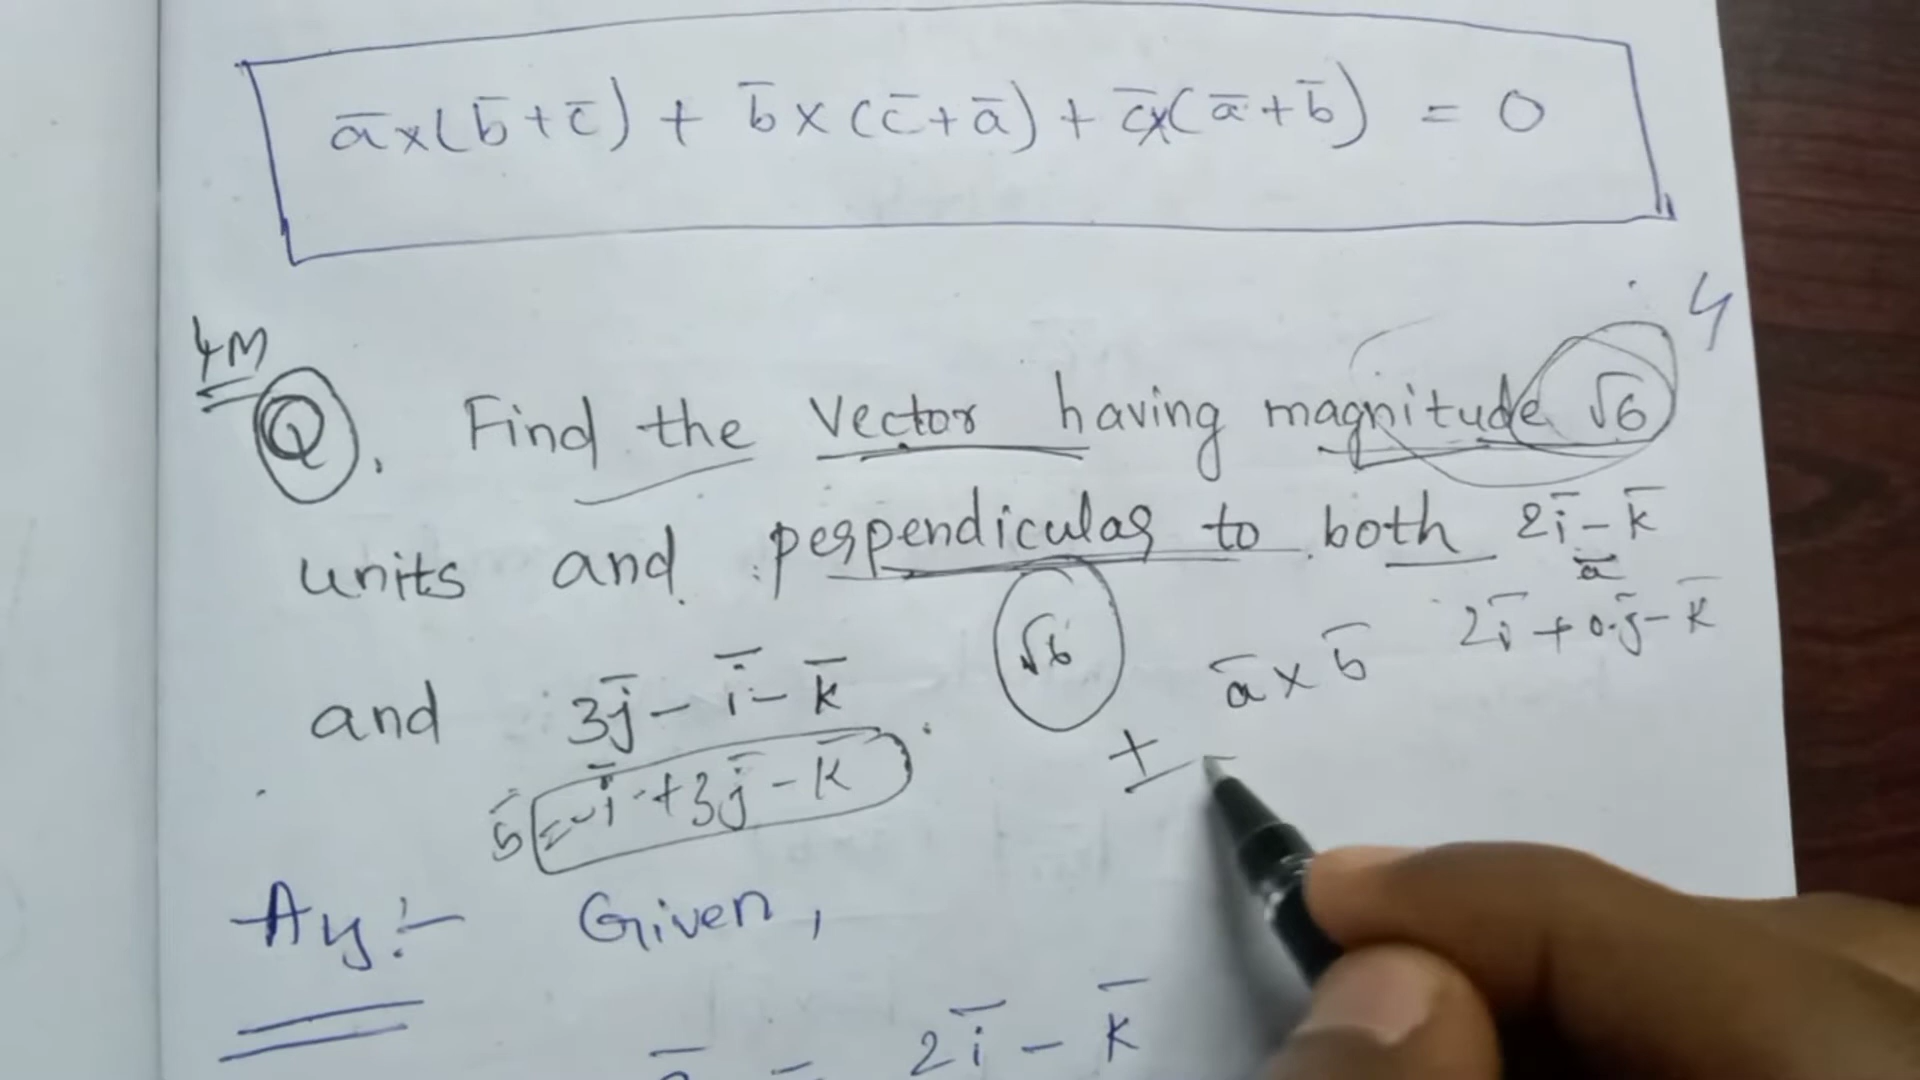 a̅×(b̅+c̅) + b̅×(c̅+a̅) + c̅×(a̅+b̅) = 0
4
4M
Q. Find the vector having magnitude √6
units and perpendicular to both 2i̅-k̅
a̅
2i̅+0.j̅-k̅
√6 a̅×b̅
and 3j̅-i̅-k̅.
±
b̅=-i̅+3j̅-k̅
Given,
2i̅-k̅